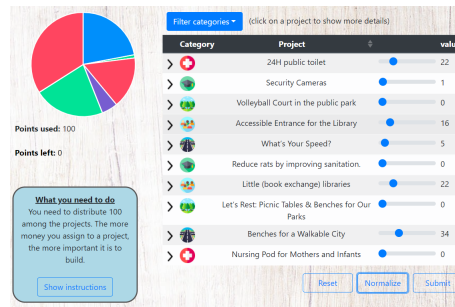 Filter categories (click on a project to show more details)
Category Project valu
24H public toilet 22
Security Cameras 1
Volleyball Court in the public park 0
Accessible Entrance for the Library 16
What's Your Speed? 5
Reduce rats by improving sanitation. 0
Little (book exchange) libraries 22
Let's Rest: Picnic Tables & Benches for Our
Parks 0
Benches for a Walkable City 34
Nursing Pod for Mothers and Infants 0
Reset Normalize Submit
Points used: 100
Points left: 0
What you need to do
You need to distribute 100
among the projects. The more
money you assign to a project,
the more important it is to
build.
Show instructions